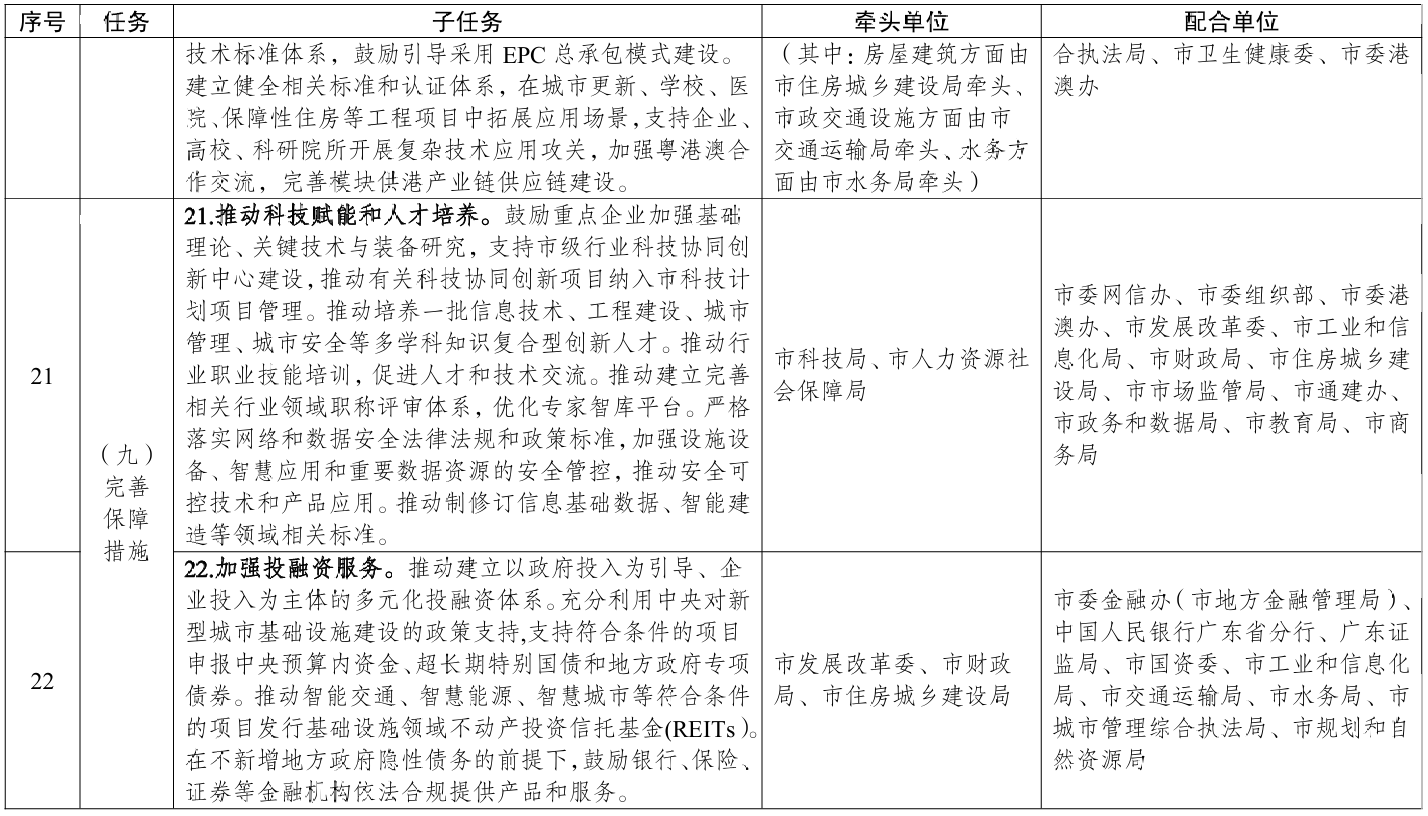 序号 任务 子任务 牵头单位 配合单位
技术标准体系，鼓励引导采用 EPC 总承包模式建设。
建立健全相关标准和认证体系，在城市更新、学校、医
院、保障性住房等工程项目中拓展应用场景，支持企业、
高校、科研院所开展复杂技术应用攻关，加强粤港澳合
作交流，完善模块供港产业链供应链建设。
（其中：房屋建筑方面由
市住房城乡建设局牵头、
市政交通设施方面由市
交通运输局牵头、水务方
面由市水务局牵头）
合执法局、市卫生健康委、市委港
澳办
21
（九）
完善
保障
措施
21.推动科技赋能和人才培养。鼓励重点企业加强基础
理论、关键技术与装备研究，支持市级行业科技协同创
新中心建设，推动有关科技协同创新项目纳入市科技计
划项目管理。推动培养一批信息技术、工程建设、城市
管理、城市安全等多学科知识复合型创新人才。推动行
业职业技能培训，促进人才和技术交流。推动建立完善
相关行业领域职称评审体系，优化专家智库平台。严格
落实网络和数据安全法律法规和政策标准，加强设施设
备、智慧应用和重要数据资源的安全管控，推动安全可
控技术和产品应用。推动制修订信息基础数据、智能建
造等领域相关标准。
市科技局、市人力资源社
会保障局
市委网信办、市委组织部、市委港
澳办、市发展改革委、市工业和信
息化局、市财政局、市住房城乡建
设局、市市场监管局、市通建办、
市政务和数据局、市教育局、市商
务局
22
22.加强投融资服务。推动建立以政府投入为引导、企
业投入为主体的多元化投融资体系。充分利用中央对新
型城市基础设施建设的政策支持,支持符合条件的项目
申报中央预算内资金、超长期特别国债和地方政府专项
债券。推动智能交通、智慧能源、智慧城市等符合条件
的项目发行基础设施领域不动产投资信托基金(REITs)。
在不新增地方政府隐性债务的前提下，鼓励银行、保险、
证券等金融机构依法合规提供产品和服务。
市发展改革委、市财政
局、市住房城乡建设局
市委金融办（市地方金融管理局）、
中国人民银行广东省分行、广东证
监局、市国资委、市工业和信息化
局、市交通运输局、市水务局、市
城市管理综合执法局、市规划和自
然资源局